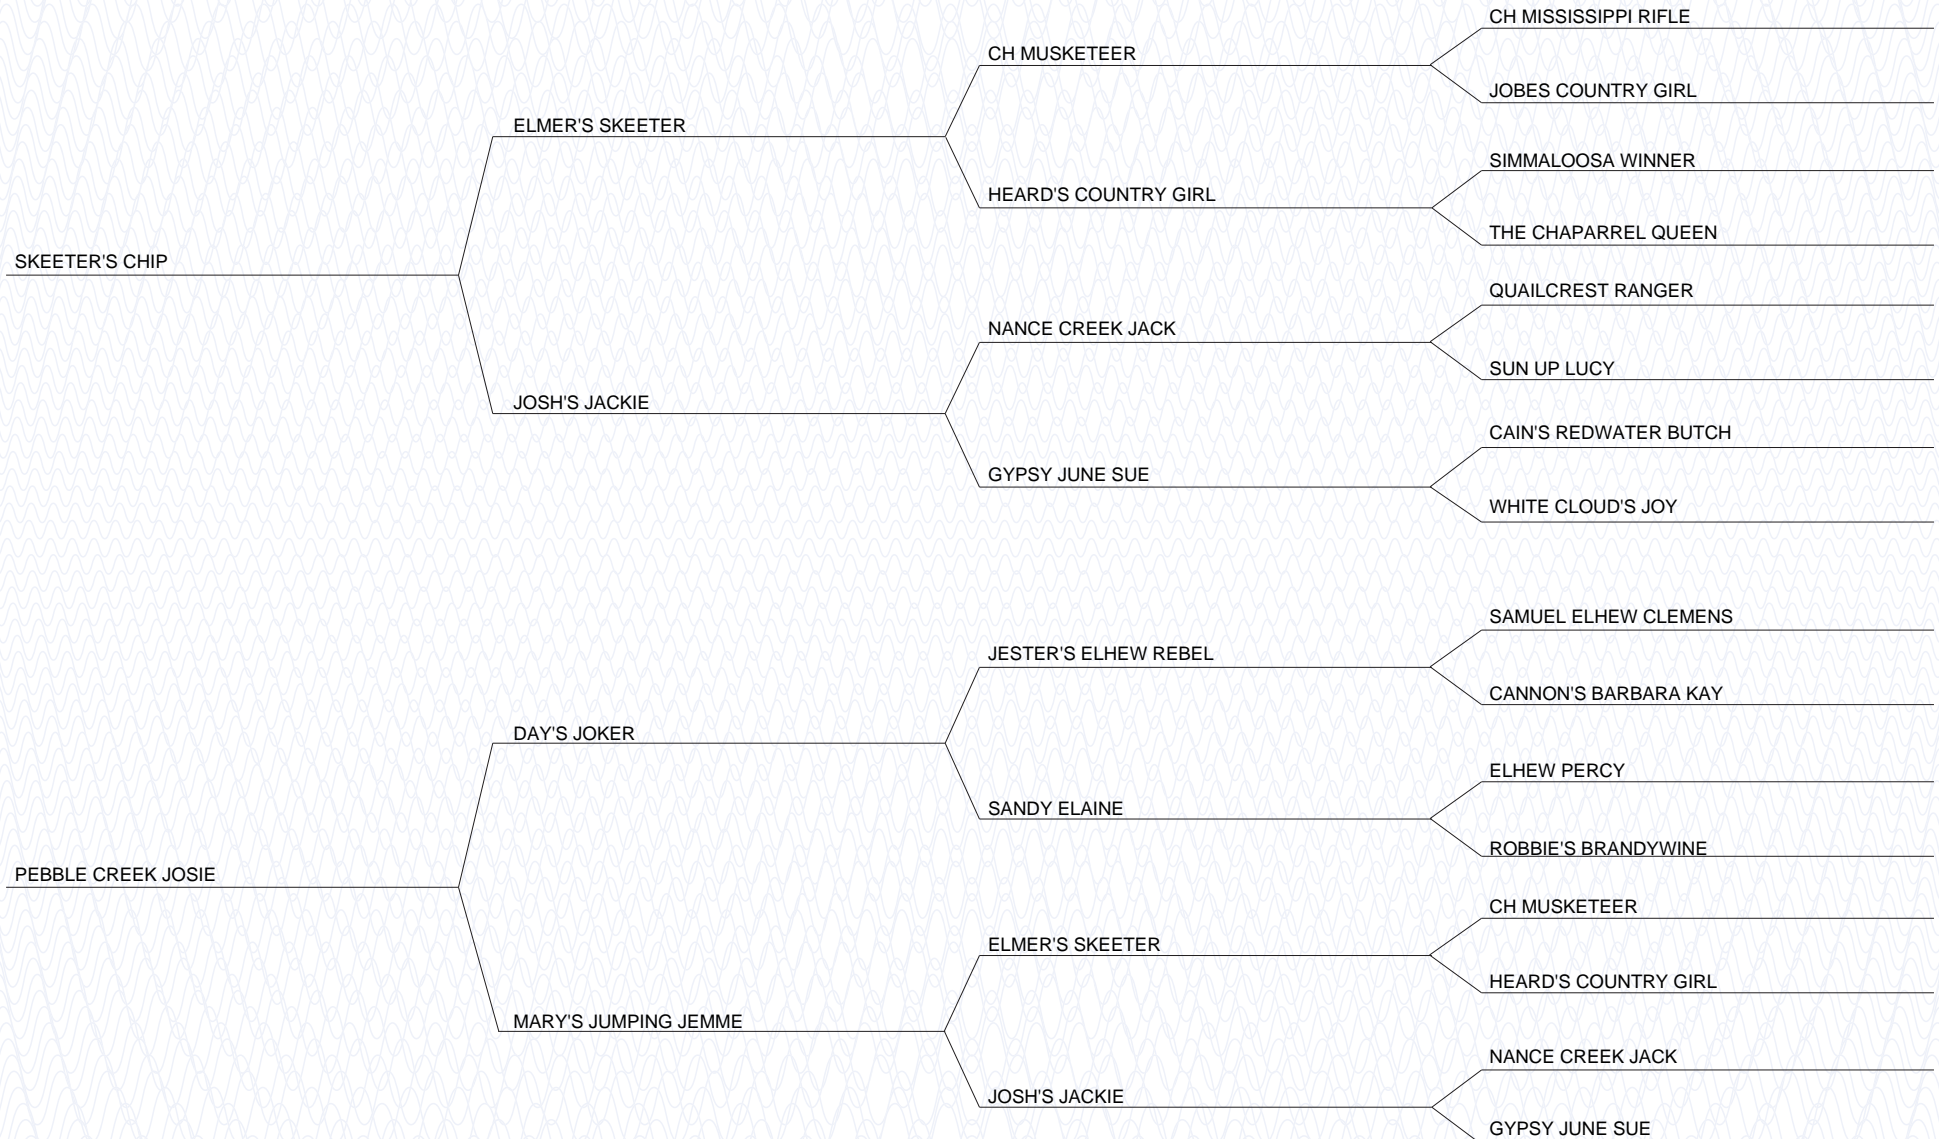 CH MISSISSIPPI RIFLE
CH MUSKETEER
JOBES COUNTRY GIRL
ELMER'S SKEETER
SIMMALOOSA WINNER
HEARD'S COUNTRY GIRL
THE CHAPARREL QUEEN
SKEETER'S CHIP
QUAILCREST RANGER
NANCE CREEK JACK
SUN UP LUCY
JOSH'S JACKIE
CAIN'S REDWATER BUTCH
GYPSY JUNE SUE
WHITE CLOUD'S JOY
SAMUEL ELHEW CLEMENS
JESTER'S ELHEW REBEL
CANNON'S BARBARA KAY
DAY'S JOKER
ELHEW PERCY
SANDY ELAINE
ROBBIE'S BRANDYWINE
PEBBLE CREEK JOSIE
CH MUSKETEER
ELMER'S SKEETER
HEARD'S COUNTRY GIRL
MARY'S JUMPING JEMME
NANCE CREEK JACK
JOSH'S JACKIE
GYPSY JUNE SUE